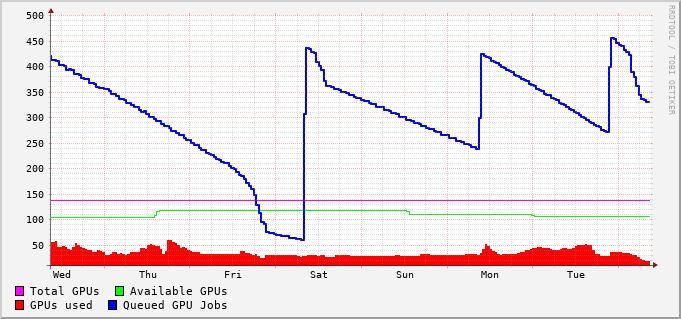 500
450
400
350
300
250
200
150
100
50
Wed Thu Fri Sat Sun Mon Tue
Total GPUs Available GPUs
GPUs used Queued GPU Jobs
RRDTOOL / TOBI OETIKER